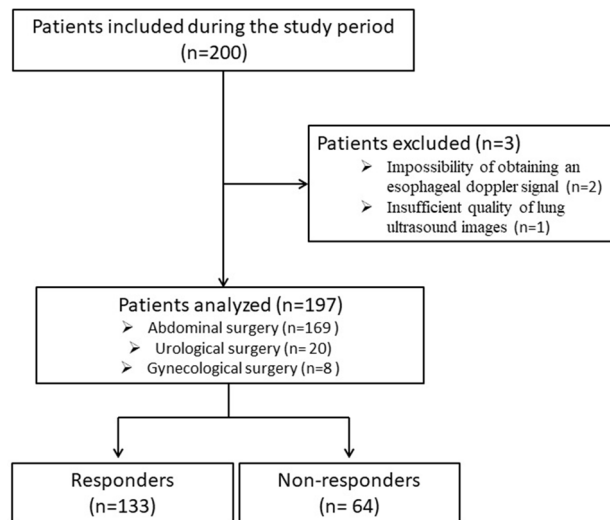 Patients included during the study period
(n=200)
Patients excluded (n=3)
➢ Impossibility of obtaining an
esophageal doppler signal (n=2)
➢ Insufficient quality of lung
ultrasound images (n=1)
Patients analyzed (n=197)
➢ Abdominal surgery (n=169 )
➢ Urological surgery (n= 20)
➢ Gynecological surgery (n=8 )
Responders
(n=133)
Non-responders
(n= 64)